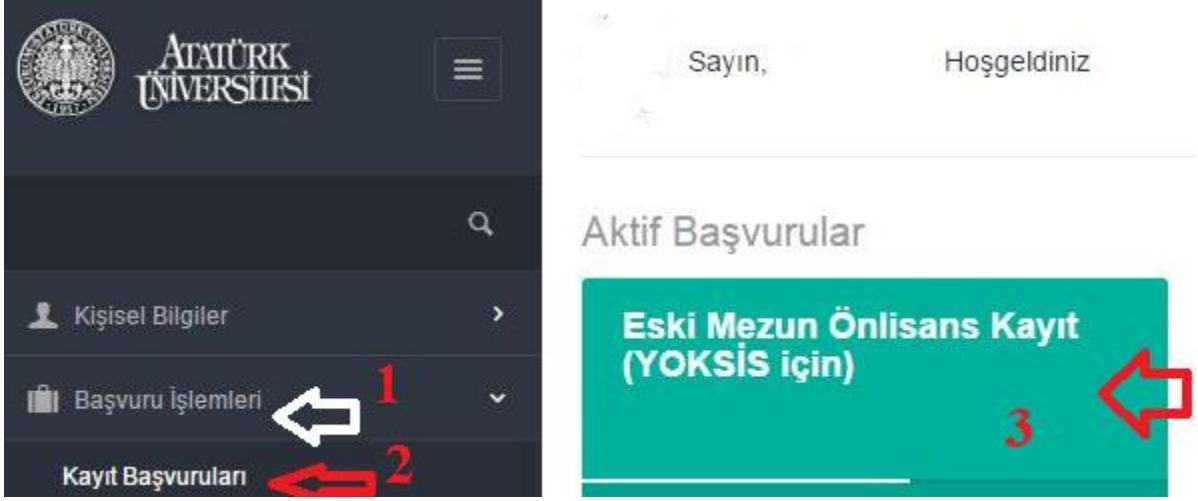 ATATÜRK
ÜNİVERSİTESİ
Kişisel Bilgiler
Başvuru İşlemleri
1
Kayıt Başvuruları
2
Sayın, Hoşgeldiniz
Aktif Başvurular
Eski Mezun Önlisans Kayıt
(YOKSİS için)
3